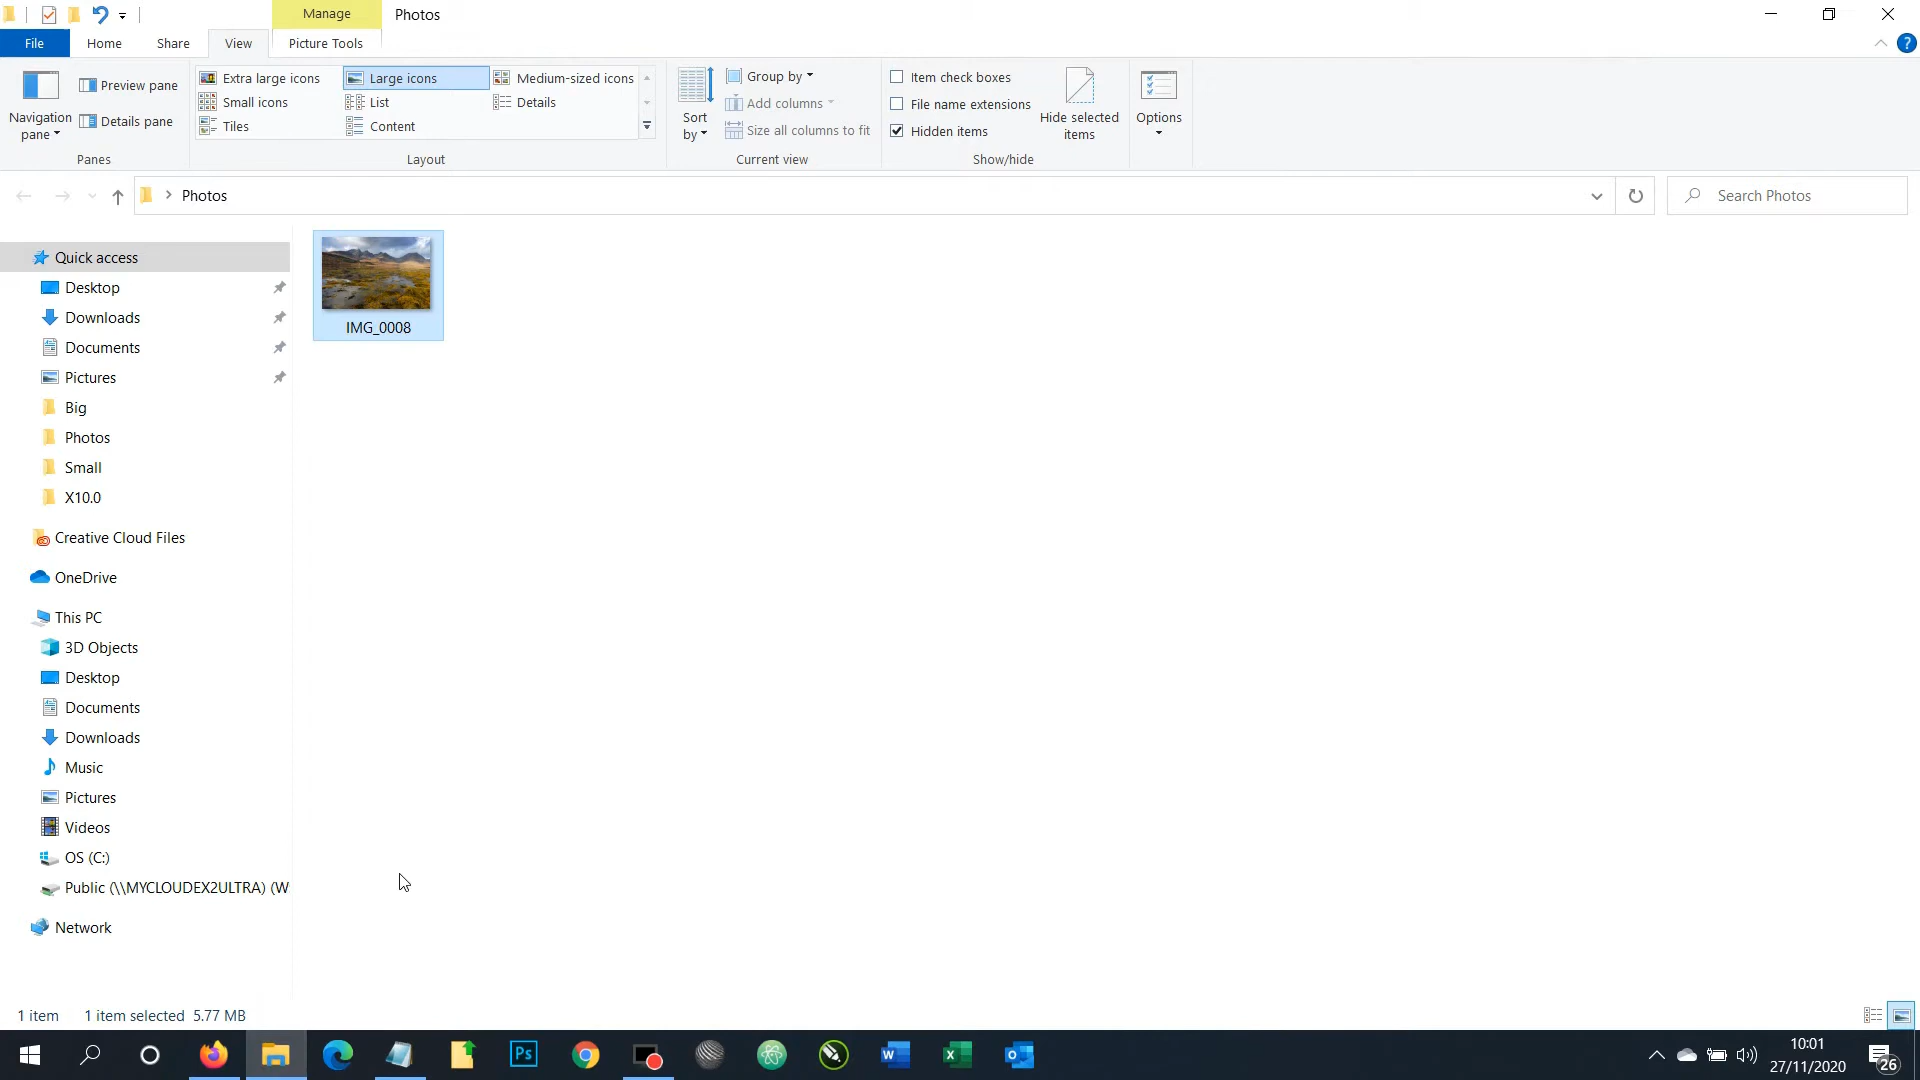 Manage
Photos
File
Home
Share
View
Picture Tools
?
Navigation pane
Preview pane
Details pane
Panes
Extra large icons
Large icons
Medium-sized icons
Small icons
List
Details
Tiles
Content
Layout
Sort by
Group by
Add columns
Size all columns to fit
Current view
Item check boxes
File name extensions
Hidden items
Hide selected items
Show/hide
Options
Photos
Search Photos
Quick access
Desktop
Downloads
Documents
Pictures
Big
Photos
Small
X10.0
Creative Cloud Files
OneDrive
This PC
3D Objects
Desktop
Documents
Downloads
Music
Pictures
Videos
OS (C:)
Public (\\MYCLOUDEX2ULTRA) (W
Network
IMG_0008
1 item
1 item selected 5.77 MB
Ps
W
X
O
10:01
27/11/2020
26